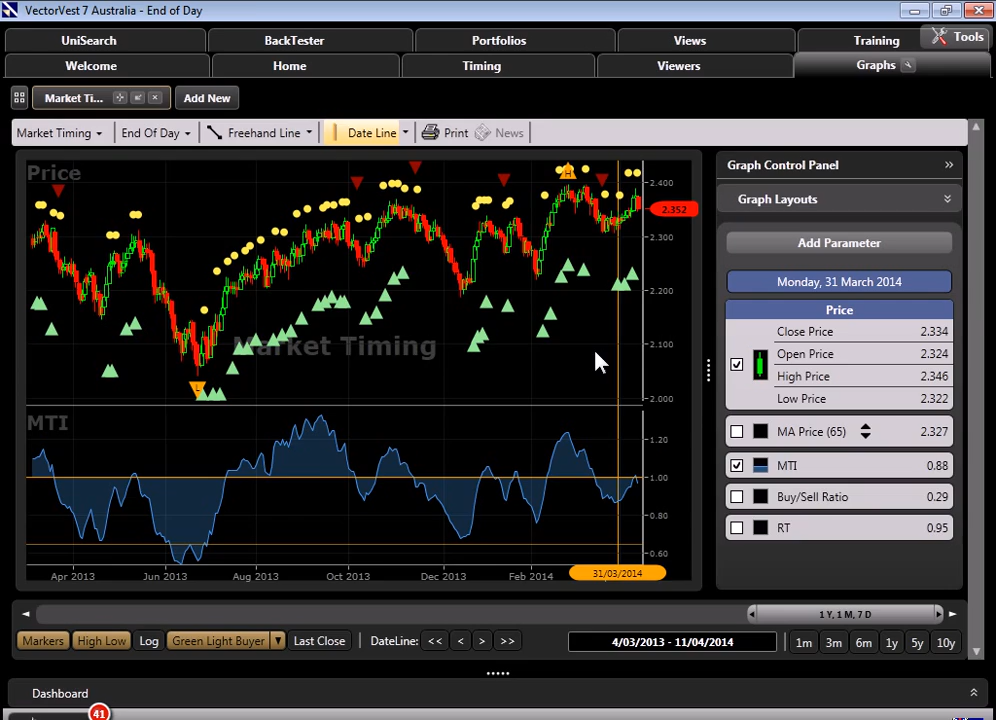 VectorVest 7 Australia - End of Day
UniSearch BackTester Portfolios Views Training Tools
Welcome Home Timing Viewers Graphs
Market Ti... Add New
Market Timing End Of Day Freehand Line Date Line Print News
Price
H
2.400
2.352
2.300
2.200
2.100
2.000
Market Timing
L
MTI
1.20
1.00
0.80
0.60
Apr 2013 Jun 2013 Aug 2013 Oct 2013 Dec 2013 Feb 2014 31/03/2014
Graph Control Panel
Graph Layouts
Add Parameter
Monday, 31 March 2014
Price
Close Price 2.334
Open Price 2.324
High Price 2.346
Low Price 2.322
MA Price (65) 2.327
MTI 0.88
Buy/Sell Ratio 0.29
RT 0.95
1 Y, 1 M, 7 D
Markers High Low Log Green Light Buyer Last Close DateLine: << < > >> 4/03/2013 - 11/04/2014 1m 3m 6m 1y 5y 10y
Dashboard
41